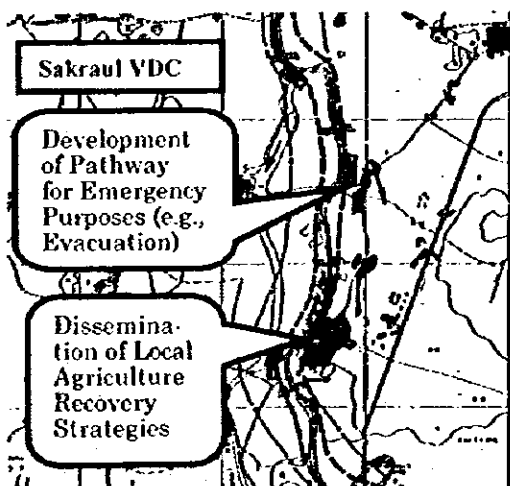 Sakraul VDC
Development
of Pathway
for Emergency
Purposes (e.g.,
Evacuation)
Dissemina-
tion of Local
Agriculture
Recovery
Strategies